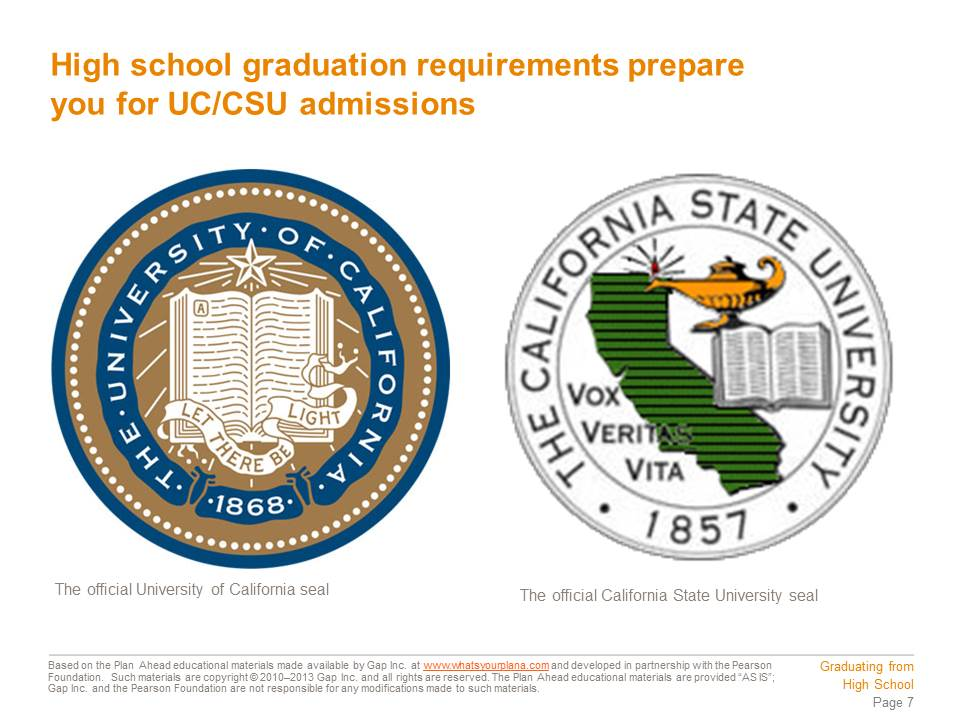 High school graduation requirements prepare
you for UC/CSU admissions
THE · UNIVERSITY · OF · CALIFORNIA ·
A
LET THERE BE LIGHT
· 1868 ·
THE CALIFORNIA STATE UNIVERSITY
VOX
VERITAS
VITA
· 1857 ·
The official University of California seal
The official California State University seal
Based on the Plan Ahead educational materials made available by Gap Inc. at www.whatsyourplana.com and developed in partnership with the Pearson
Foundation. Such materials are copyright © 2010–2013 Gap Inc. and all rights are reserved. The Plan Ahead educational materials are provided “AS IS”;
Gap Inc. and the Pearson Foundation are not responsible for any modifications made to such materials.
Graduating from
High School
Page 7